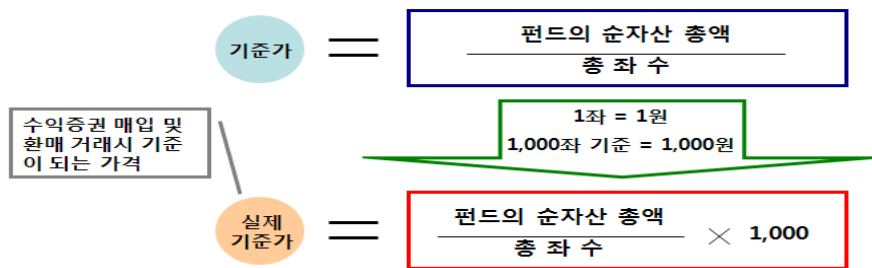 기준가
펀드의 순자산 총액
총 좌 수
수익증권 매입 및
환매 거래시 기준
이 되는 가격
1좌 = 1원
1,000좌 기준 = 1,000원
실제
기준가
펀드의 순자산 총액
총 좌 수
× 1,000